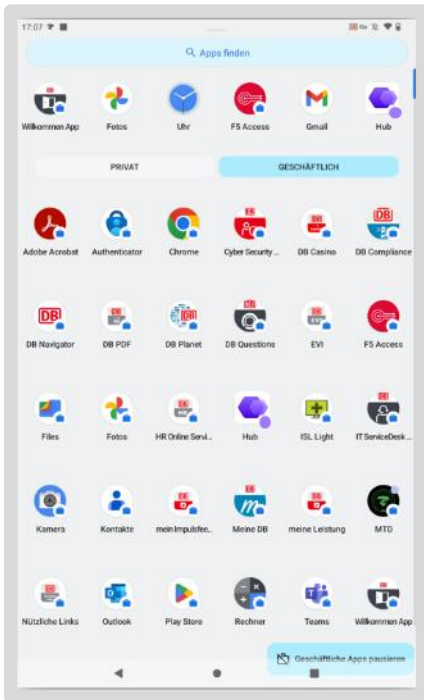 17:07
Apps finden
Willkommen App Fotos Uhr F5 Access Gmail Hub
PRIVAT GESCHÄFTLICH
Adobe Acrobat Authenticator Chrome Cyber Security... DB Casino DB Compliance
DB Navigator DB PDF DB Planet DB Questions EVI F5 Access
Files Fotos HR Online Servi... Hub ISL Light IT ServiceDesk...
Kamera Kontakte mein Impulsfee... Meine DB meine Leistung MTD
Nützliche Links Outlook Play Store Rechner Teams Willkommen App
Geschäftliche Apps pausieren